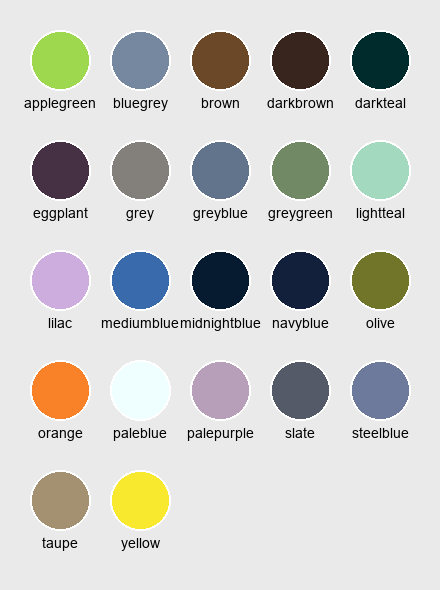 applegreen bluegrey brown darkbrown darkteal
eggplant grey greyblue greygreen lightteal
lilac mediumblue midnightblue navyblue olive
orange paleblue palepurple slate steelblue
taupe yellow